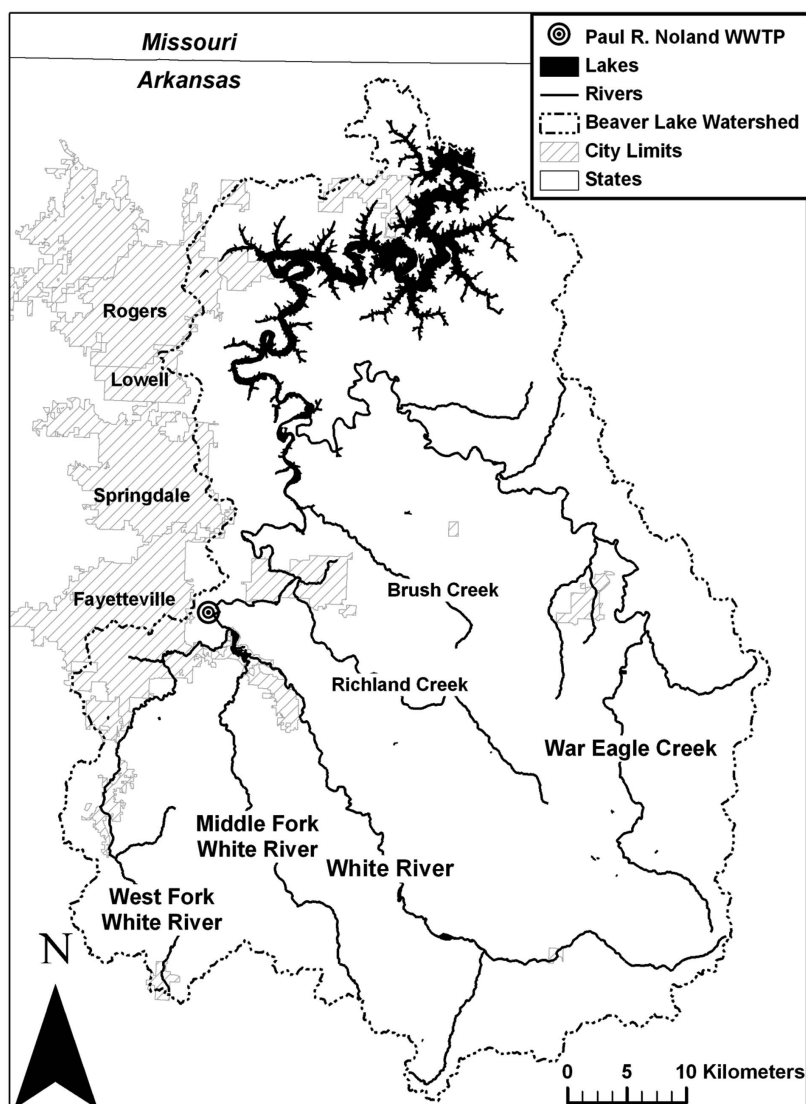 Missouri
Arkansas
Paul R. Noland WWTP
Lakes
Rivers
Beaver Lake Watershed
City Limits
States
Rogers
Lowell
Springdale
Fayetteville
Brush Creek
Richland Creek
War Eagle Creek
Middle Fork
White River
White River
West Fork
White River
N
0 5 10 Kilometers